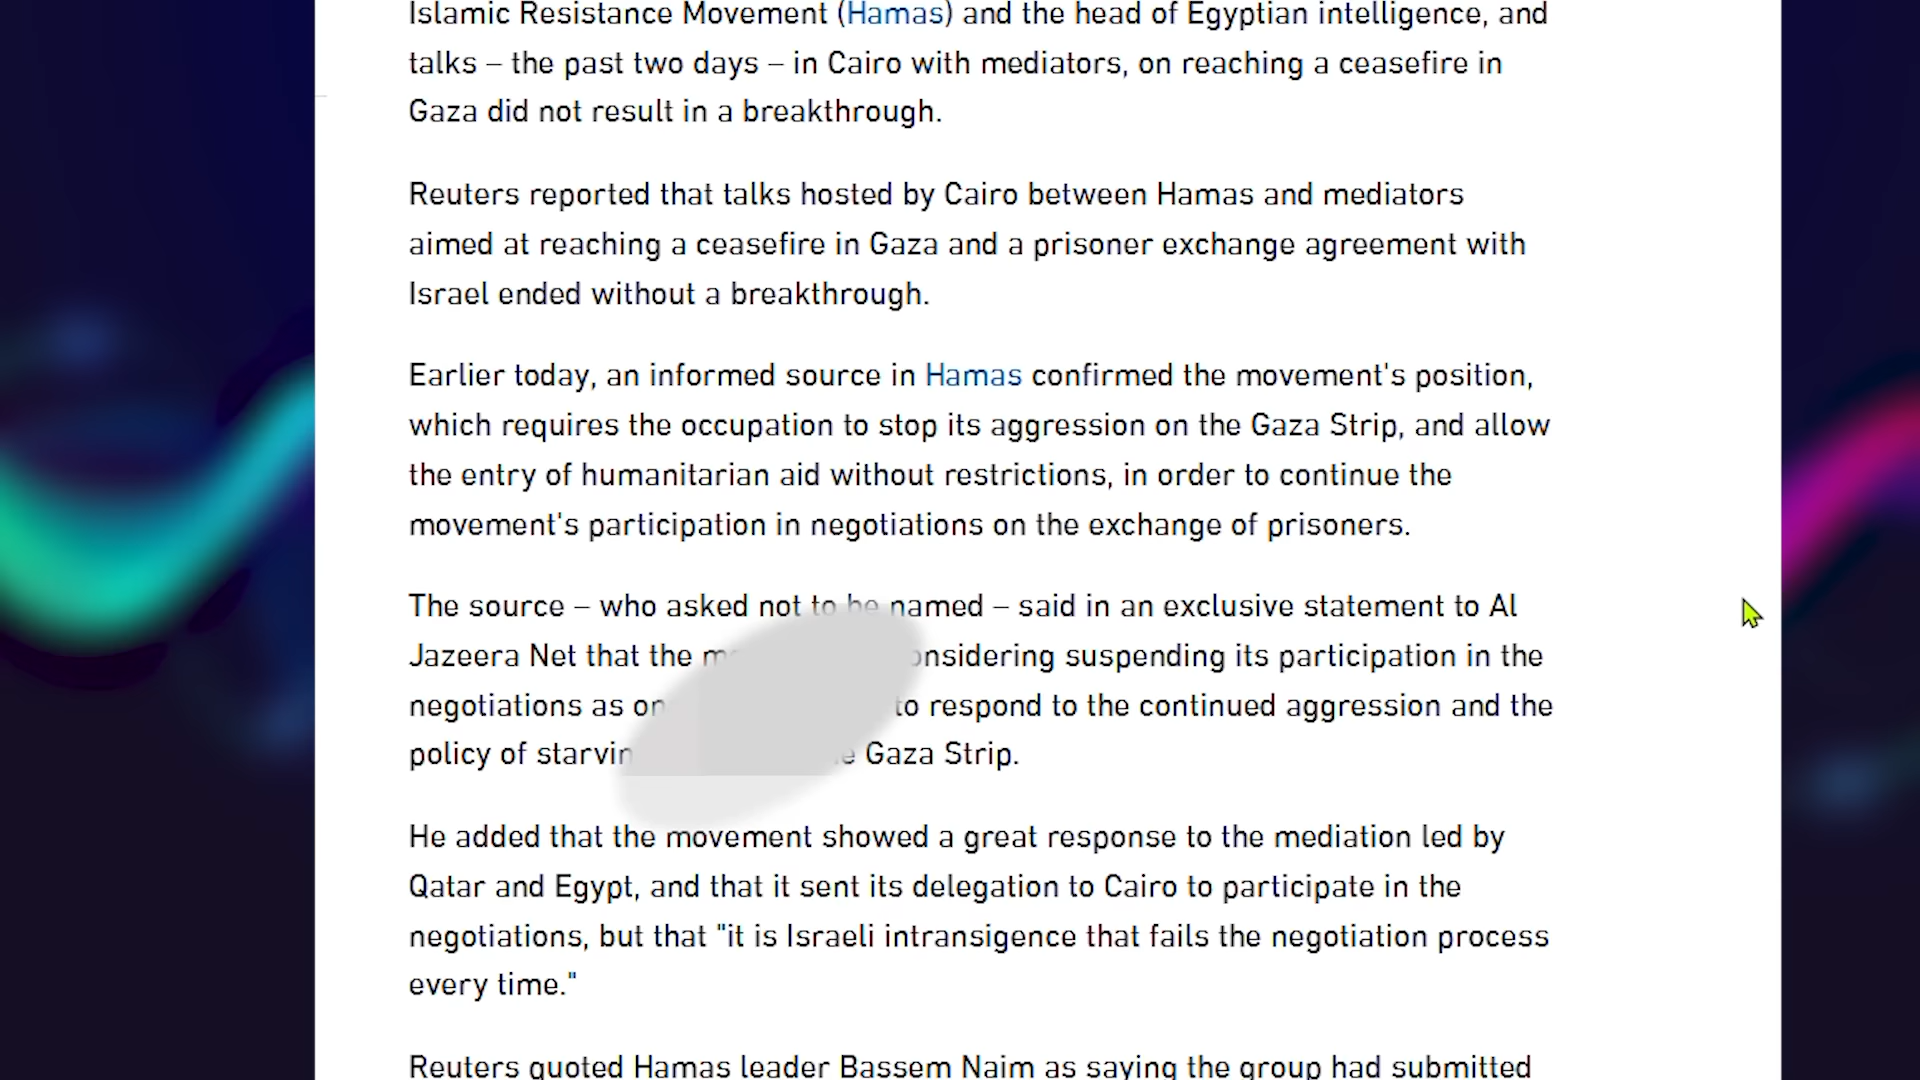 Islamic Resistance Movement (Hamas) and the head of Egyptian intelligence, and
talks – the past two days – in Cairo with mediators, on reaching a ceasefire in
Gaza did not result in a breakthrough.
Reuters reported that talks hosted by Cairo between Hamas and mediators
aimed at reaching a ceasefire in Gaza and a prisoner exchange agreement with
Israel ended without a breakthrough.
Earlier today, an informed source in Hamas confirmed the movement's position,
which requires the occupation to stop its aggression on the Gaza Strip, and allow
the entry of humanitarian aid without restrictions, in order to continue the
movement's participation in negotiations on the exchange of prisoners.
The source – who asked not to be named – said in an exclusive statement to Al
Jazeera Net that the suspending its participation in the
negotiations as to respond to the continued aggression and the
policy of Gaza Strip.
He added that the movement showed a great response to the mediation led by
Qatar and Egypt, and that it sent its delegation to Cairo to participate in the
negotiations, but that "it is Israeli intransigence that fails the negotiation process
every time."
Reuters quoted Hamas leader Bassem Naim as saying the group had submitted